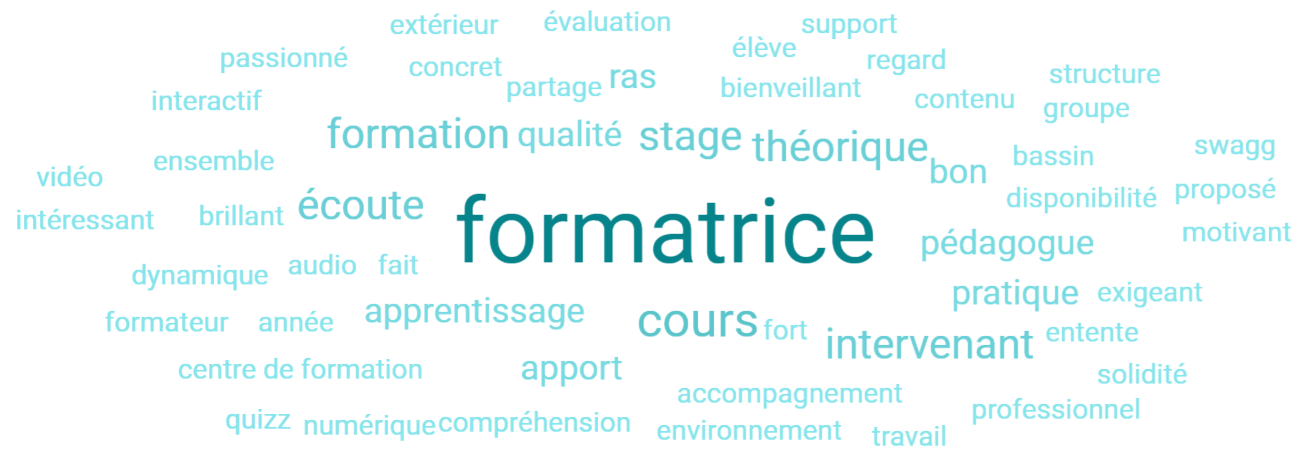 extérieur évaluation support
passionné concret élève regard structure
interactif partage ras bienveillant contenu groupe
formation qualité stage théorique bon bassin swagg
vidéo ensemble disponibilité proposé
intéressant brillant écoute formatrice pédagogue motivant
dynamique audio fait pratique exigeant
formateur année apprentissage cours fort intervenant entente
centre de formation apport accompagnement solidité
quizz numérique compréhension environnement travail professionnel